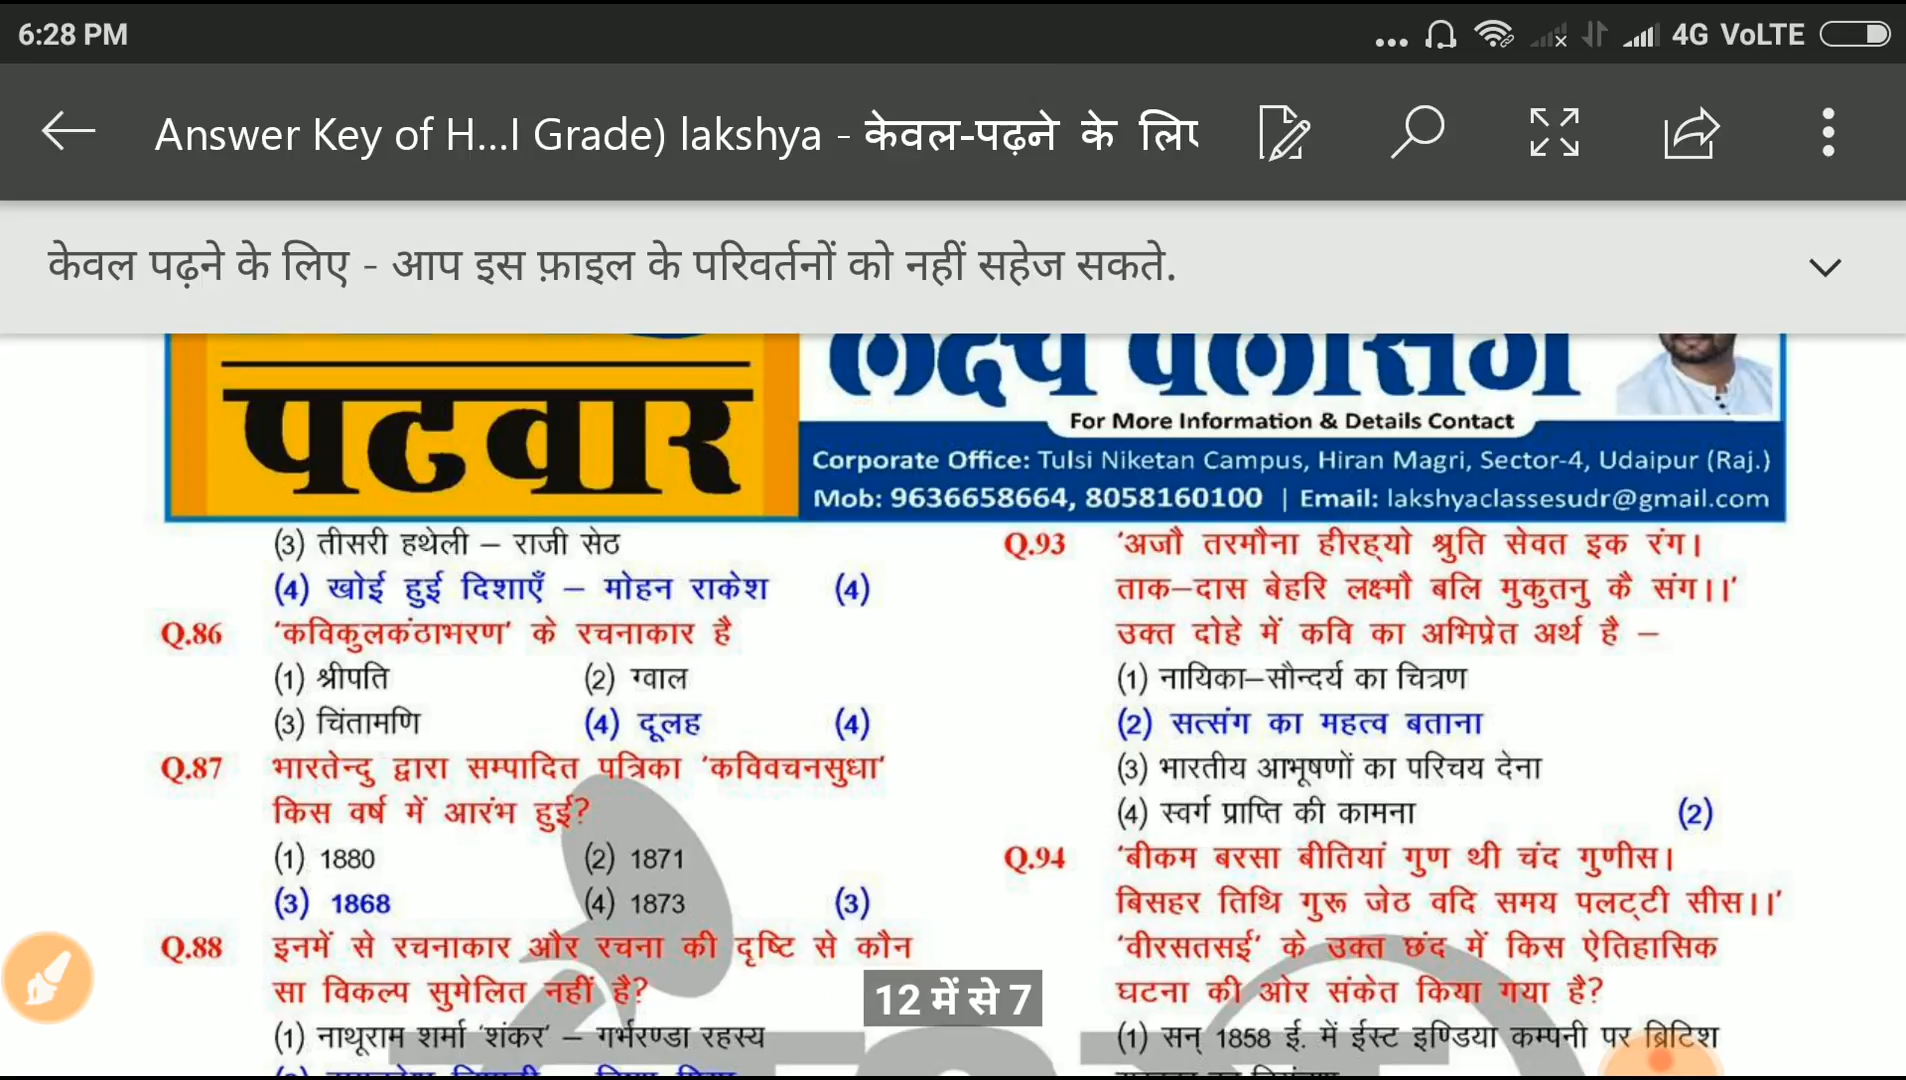 6:28 PM
4G VoLTE
Answer Key of H...I Grade) lakshya - केवल-पढ़ने के लिए
केवल पढ़ने के लिए - आप इस फ़ाइल के परिवर्तनों को नहीं सहेज सकते.
पटवार
लक्ष्य क्लासेज
For More Information & Details Contact
Corporate Office: Tulsi Niketan Campus, Hiran Magri, Sector-4, Udaipur (Raj.)
Mob: 9636658664, 8058160100 | Email: lakshyaclassesudr@gmail.com
(3) तीसरी हथेली – राजी सेठ
(4) खोई हुई दिशाएँ – मोहन राकेश (4)
Q.86 'कविकुलकंठाभरण' के रचनाकार है
(1) श्रीपति (2) ग्वाल
(3) चिंतामणि (4) दूलह (4)
Q.87 भारतेन्दु द्वारा सम्पादित पत्रिका 'कविवचनसुधा'
किस वर्ष में आरंभ हुई?
(1) 1880 (2) 1871
(3) 1868 (4) 1873 (3)
Q.88 इनमें से रचनाकार और रचना की दृष्टि से कौन
सा विकल्प सुमेलित नहीं है?
(1) नाथूराम शर्मा 'शंकर' – गर्भरण्डा रहस्य
Q.93 'अजौ तरमौना हीरह्यो श्रुति सेवत इक रंग।
ताक–दास बेहरि लक्ष्मौ बलि मुकुतनु कै संग।।'
उक्त दोहे में कवि का अभिप्रेत अर्थ है –
(1) नायिका–सौन्दर्य का चित्रण
(2) सत्संग का महत्व बताना
(3) भारतीय आभूषणों का परिचय देना
(4) स्वर्ग प्राप्ति की कामना (2)
Q.94 'बीकम बरसा बीतियां गुण थी चंद गुणीस।
बिसहर तिथि गुरू जेठ वदि समय पलट्टी सीस।।'
'वीरसतसई' के उक्त छंद में किस ऐतिहासिक
घटना की ओर संकेत किया गया है?
(1) सन् 1858 ई. में ईस्ट इण्डिया कम्पनी पर ब्रिटिश
12 में से 7